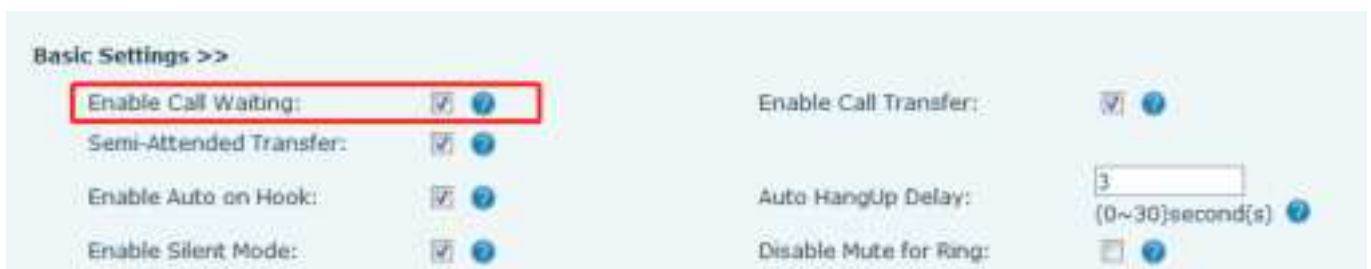 Basic Settings >>
Enable Call Waiting: Enable Call Transfer:
Semi-Attended Transfer:
Enable Auto on Hook: Auto HangUp Delay: 3
(0~30)second(s)
Enable Silent Mode: Disable Mute for Ring: